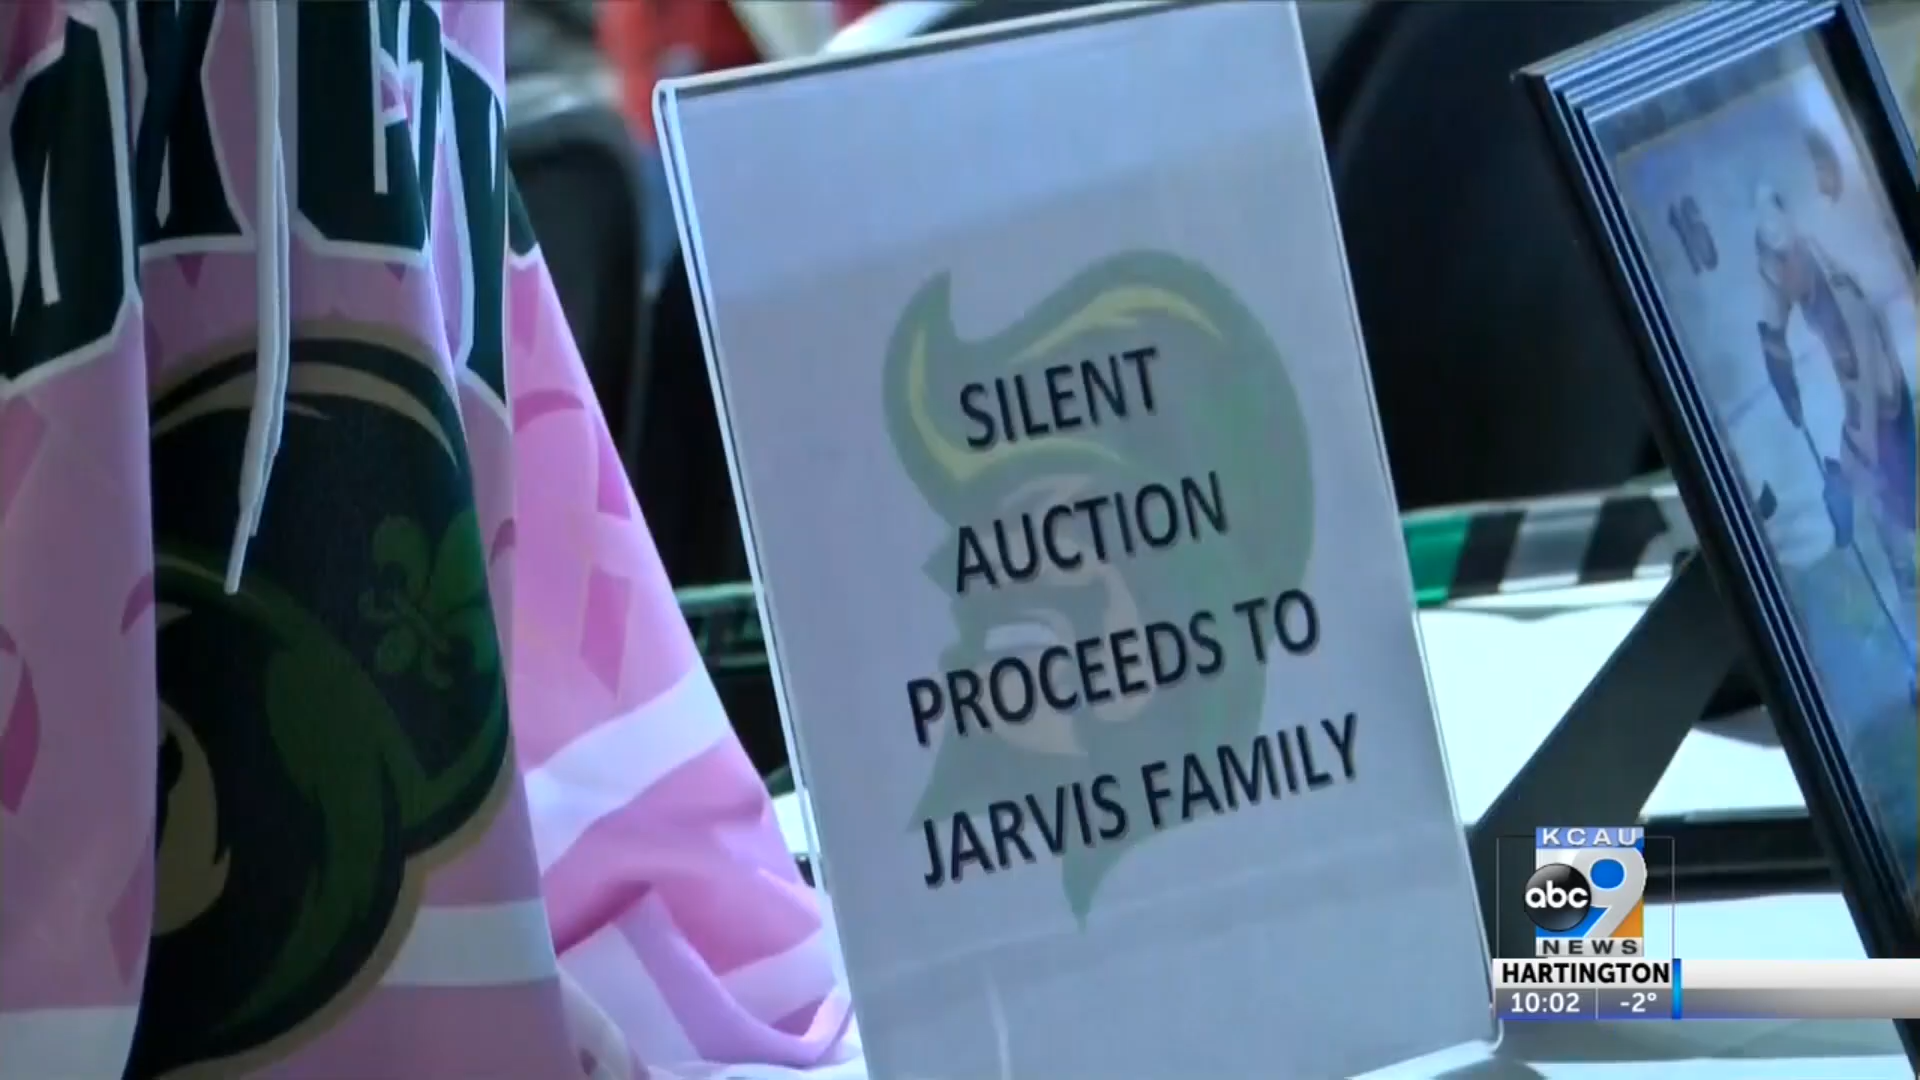 SILENT
AUCTION
PROCEEDS TO
JARVIS FAMILY
16
KCAU
abc 9
NEWS
HARTINGTON
10:02 -2°